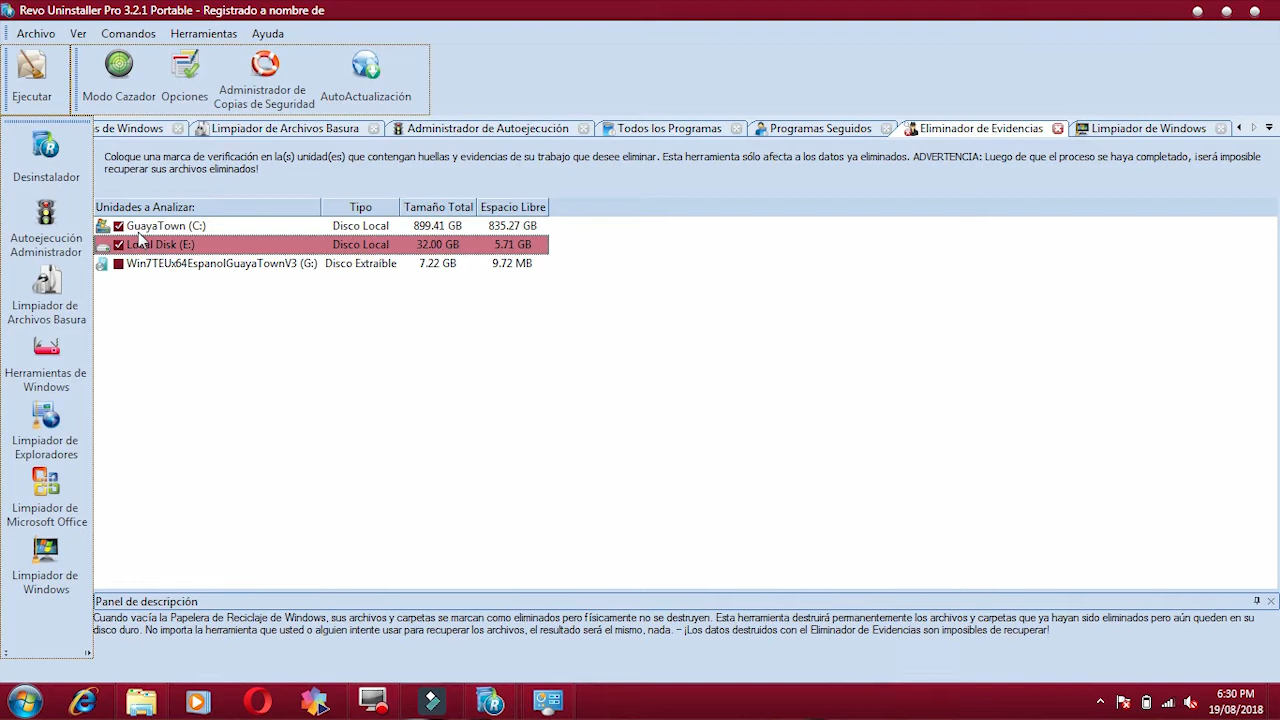 Revo Uninstaller Pro 3.2.1 Portable - Registrado a nombre de
Archivo Ver Comandos Herramientas Ayuda
Ejecutar
Modo Cazador
Opciones
Administrador de
Copias de Seguridad
AutoActualización
s de Windows
Limpiador de Archivos Basura
Administrador de Autoejecución
Todos los Programas
Programas Seguidos
Eliminador de Evidencias
Limpiador de Windows
Desinstalador
Autoejecución
Administrador
Limpiador de
Archivos Basura
Herramientas de
Windows
Limpiador de
Exploradores
Limpiador de
Microsoft Office
Limpiador de
Windows
Coloque una marca de verificación en la(s) unidad(es) que contengan huellas y evidencias de su trabajo que desee eliminar. Esta herramienta sólo afecta a los datos ya eliminados. ADVERTENCIA: Luego de que el proceso se haya completado, ¡será imposible
recuperar sus archivos eliminados!
Unidades a Analizar: Tipo Tamaño Total Espacio Libre
GuayaTown (C:) Disco Local 899.41 GB 835.27 GB
Local Disk (E:) Disco Local 32.00 GB 5.71 GB
Win7TEUx64EspanolGuayaTownV3 (G:) Disco Extraíble 7.22 GB 9.72 MB
Panel de descripción
Cuando vacía la Papelera de Reciclaje de Windows, sus archivos y carpetas se marcan como eliminados pero físicamente no se destruyen. Esta herramienta destruirá permanentemente los archivos y carpetas que ya hayan sido eliminados pero aún queden en su
disco duro. No importa la herramienta que usted o alguien intente usar para recuperar los archivos, el resultado será el mismo, nada. – ¡Los datos destruidos con el Eliminador de Evidencias son imposibles de recuperar!
6:30 PM
19/08/2018